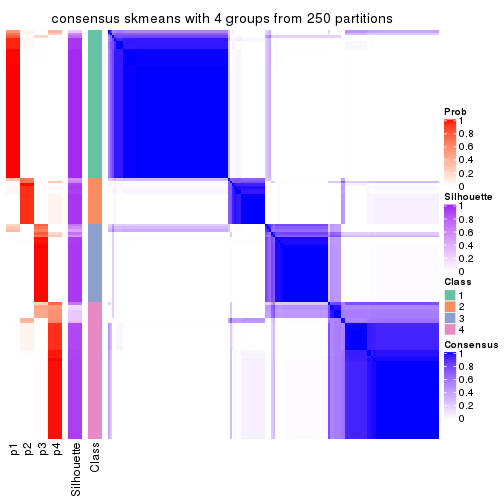 consensus skmeans with 4 groups from 250 partitions
Prob
1
0.8
0.6
0.4
0.2
0
Silhouette
1
0.8
0.6
0.4
0.2
0
Class
1
2
3
4
Consensus
1
0.8
0.6
0.4
0.2
0
p1
p2
p3
p4
Silhouette
Class